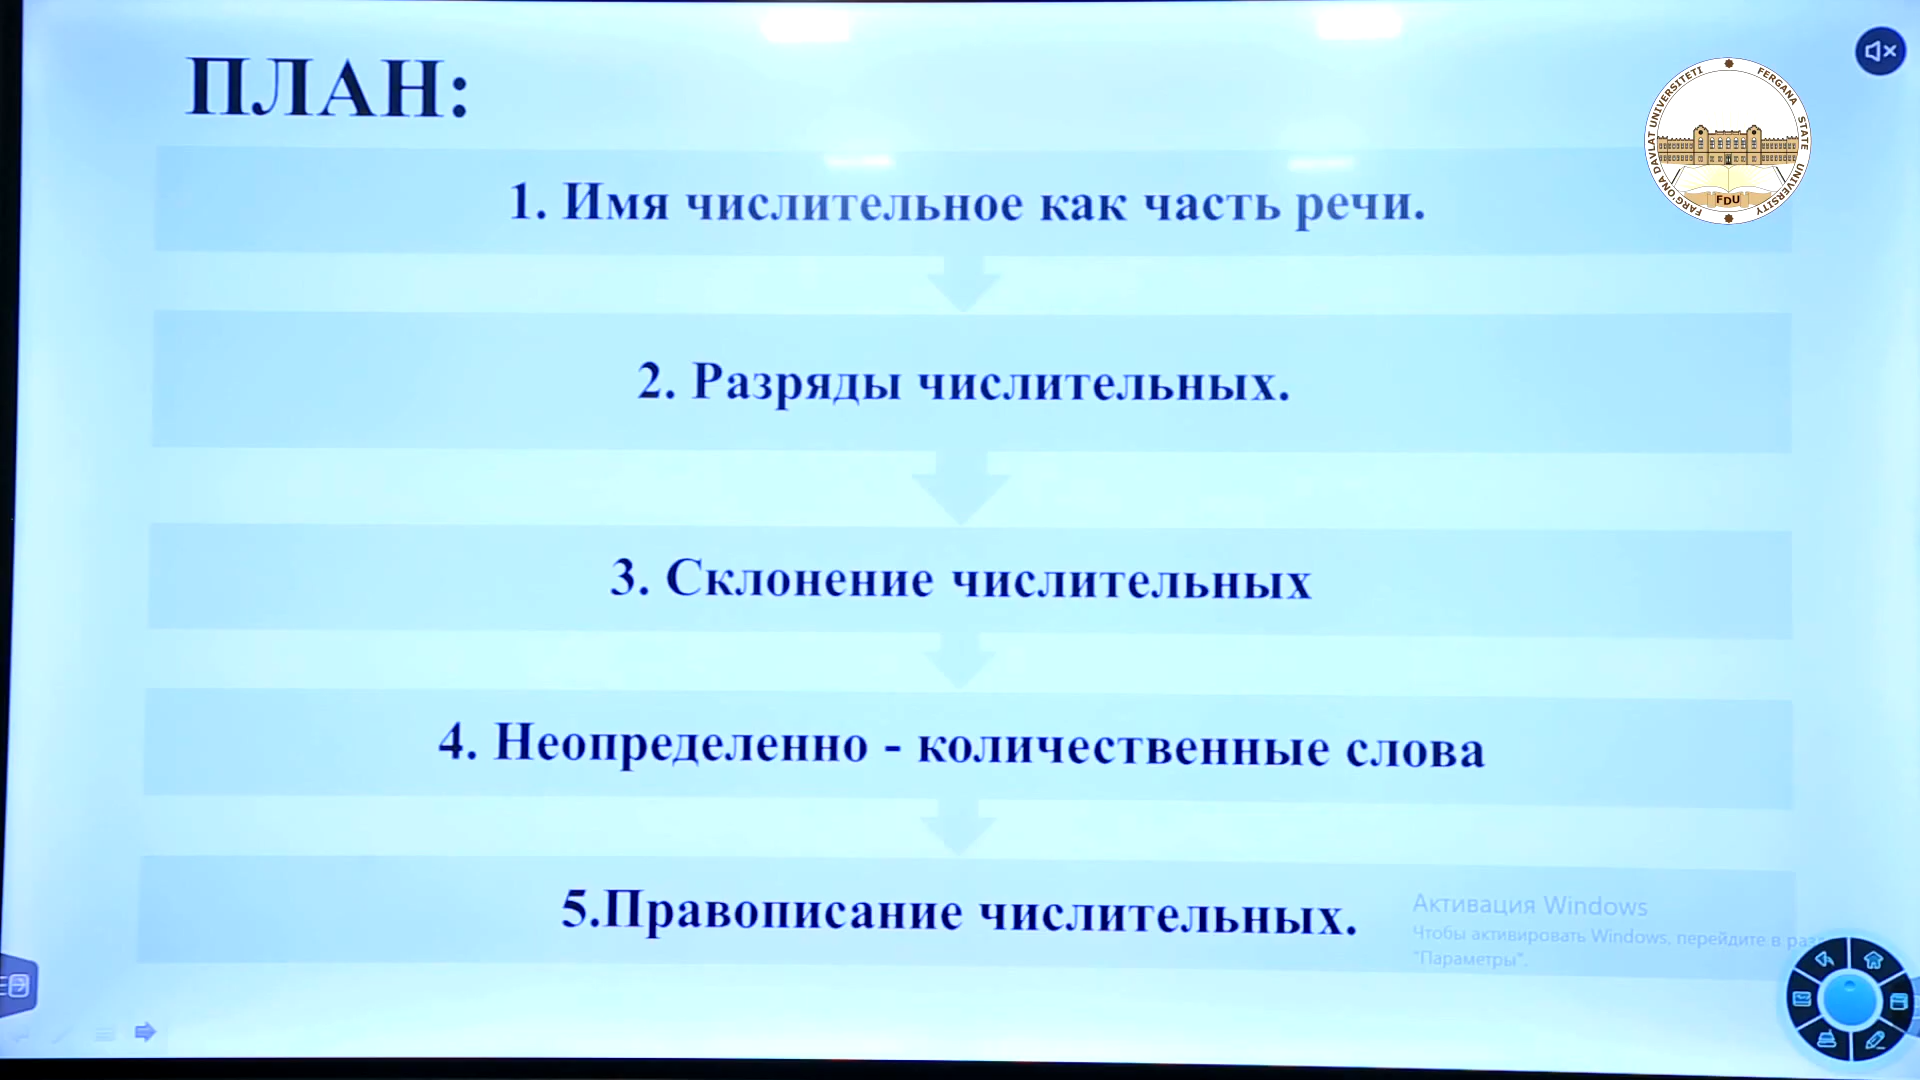 ПЛАН:
FARG'ONA DAVLAT UNIVERSITETI
FERGANA STATE UNIVERSITY
FDU
1. Имя числительное как часть речи.
2. Разряды числительных.
3. Склонение числительных
4. Неопределенно - количественные слова
5.Правописание числительных.
Активация Windows
Чтобы активировать Windows, перейдите в
"Параметры".